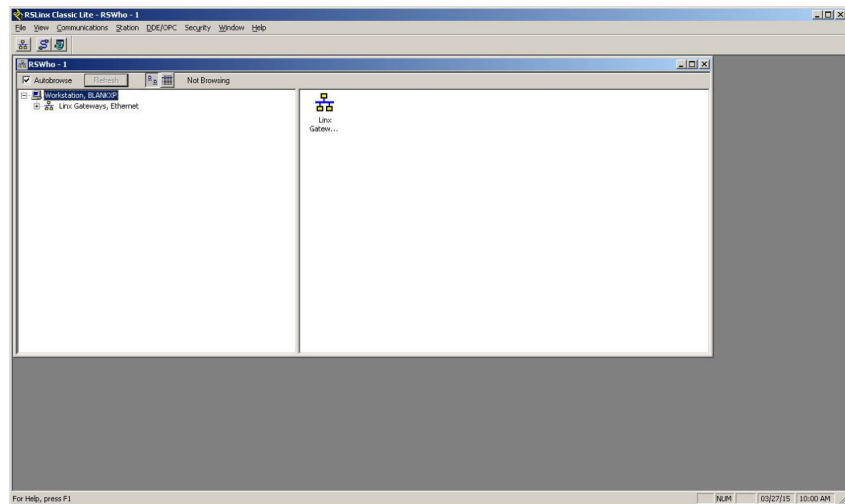 RSLinx Classic Lite - RSWho - 1
File View Communications Station DDE/OPC Security Window Help
RSWho - 1
Autobrowse Refresh Not Browsing
Workstation, BLANKXP
Linx Gateways, Ethernet
Linx
Gatew...
For Help, press F1 NUM 03/27/15 10:00 AM